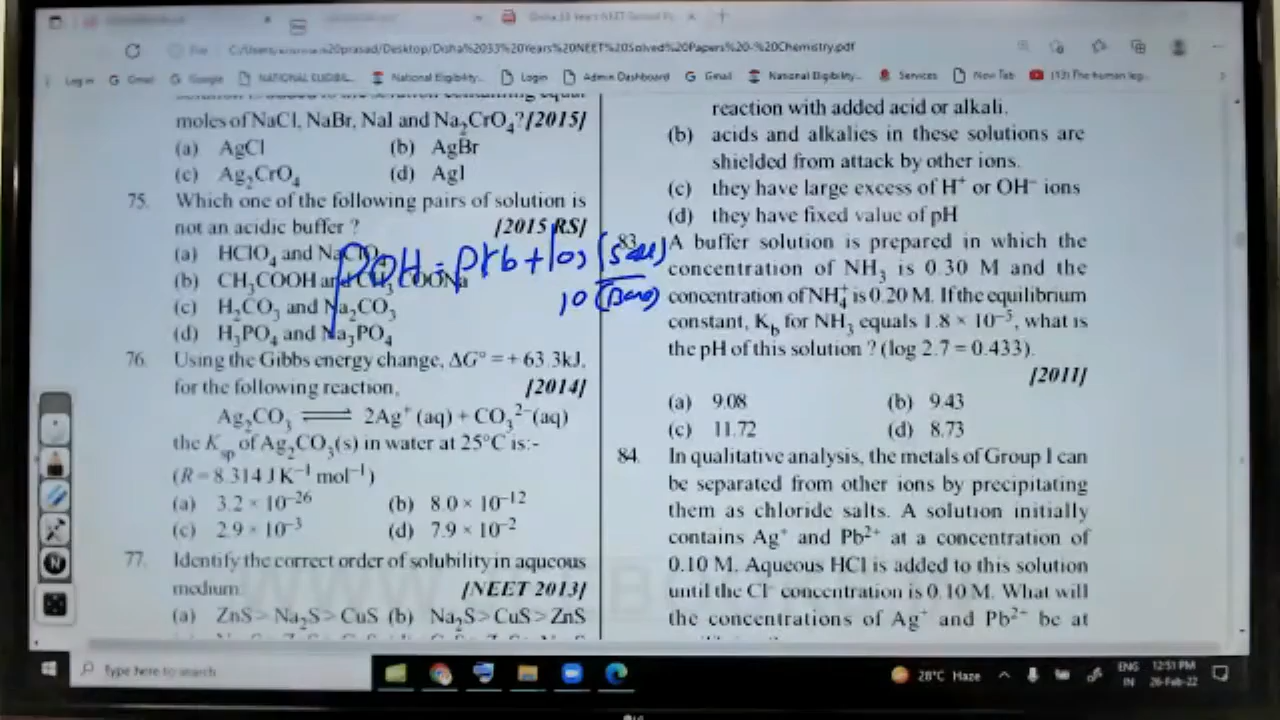 C:/Users/ prasad/Desktop/Disha%2033%20Years%20NEET%20Solved%20Papers%20-%20Chemistry.pdf
Log in Gmail Google National Eligibility... Login Admin Dashboard Gmail National Eligibility... Services New Tab (13) The human leg...
moles of NaCl, NaBr, NaI and Na₂CrO₄? [2015]
(a) AgCl (b) AgBr
(c) Ag₂CrO₄ (d) AgI
75. Which one of the following pairs of solution is
not an acidic buffer ? [2015 RS]
(a) HClO₄ and NaClO₄
(b) CH₃COOH and CH₃COONa
(c) H₂CO₃ and Na₂CO₃
(d) H₃PO₄ and Na₃PO₄
76. Using the Gibbs energy change, ΔG° = + 63.3kJ,
for the following reaction, [2014]
Ag₂CO₃ ⇌ 2Ag⁺ (aq) + CO₃²⁻(aq)
the Kₛₚ of Ag₂CO₃(s) in water at 25°C is:-
(R = 8.314 J K⁻¹ mol⁻¹)
(a) 3.2 × 10⁻²⁶ (b) 8.0 × 10⁻¹²
(c) 2.9 × 10⁻³ (d) 7.9 × 10⁻²
77. Identify the correct order of solubility in aqueous
medium [NEET 2013]
(a) ZnS > Na₂S > CuS (b) Na₂S > CuS > ZnS
POH = PKb + log (Salt)
10 (Base)
reaction with added acid or alkali.
(b) acids and alkalies in these solutions are
shielded from attack by other ions.
(c) they have large excess of H⁺ or OH⁻ ions
(d) they have fixed value of pH
83. A buffer solution is prepared in which the
concentration of NH₃ is 0.30 M and the
concentration of NH₄⁺ is 0.20 M. If the equilibrium
constant, K_b for NH₃ equals 1.8 × 10⁻⁵, what is
the pH of this solution ? (log 2.7 = 0.433).
[2011]
(a) 9.08 (b) 9.43
(c) 11.72 (d) 8.73
84. In qualitative analysis, the metals of Group I can
be separated from other ions by precipitating
them as chloride salts. A solution initially
contains Ag⁺ and Pb²⁺ at a concentration of
0.10 M. Aqueous HCl is added to this solution
until the Cl⁻ concentration is 0.10 M. What will
the concentrations of Ag⁺ and Pb²⁺ be at
Type here to search
28°C Haze
ENG
IN
12:51 PM
26-Feb-22